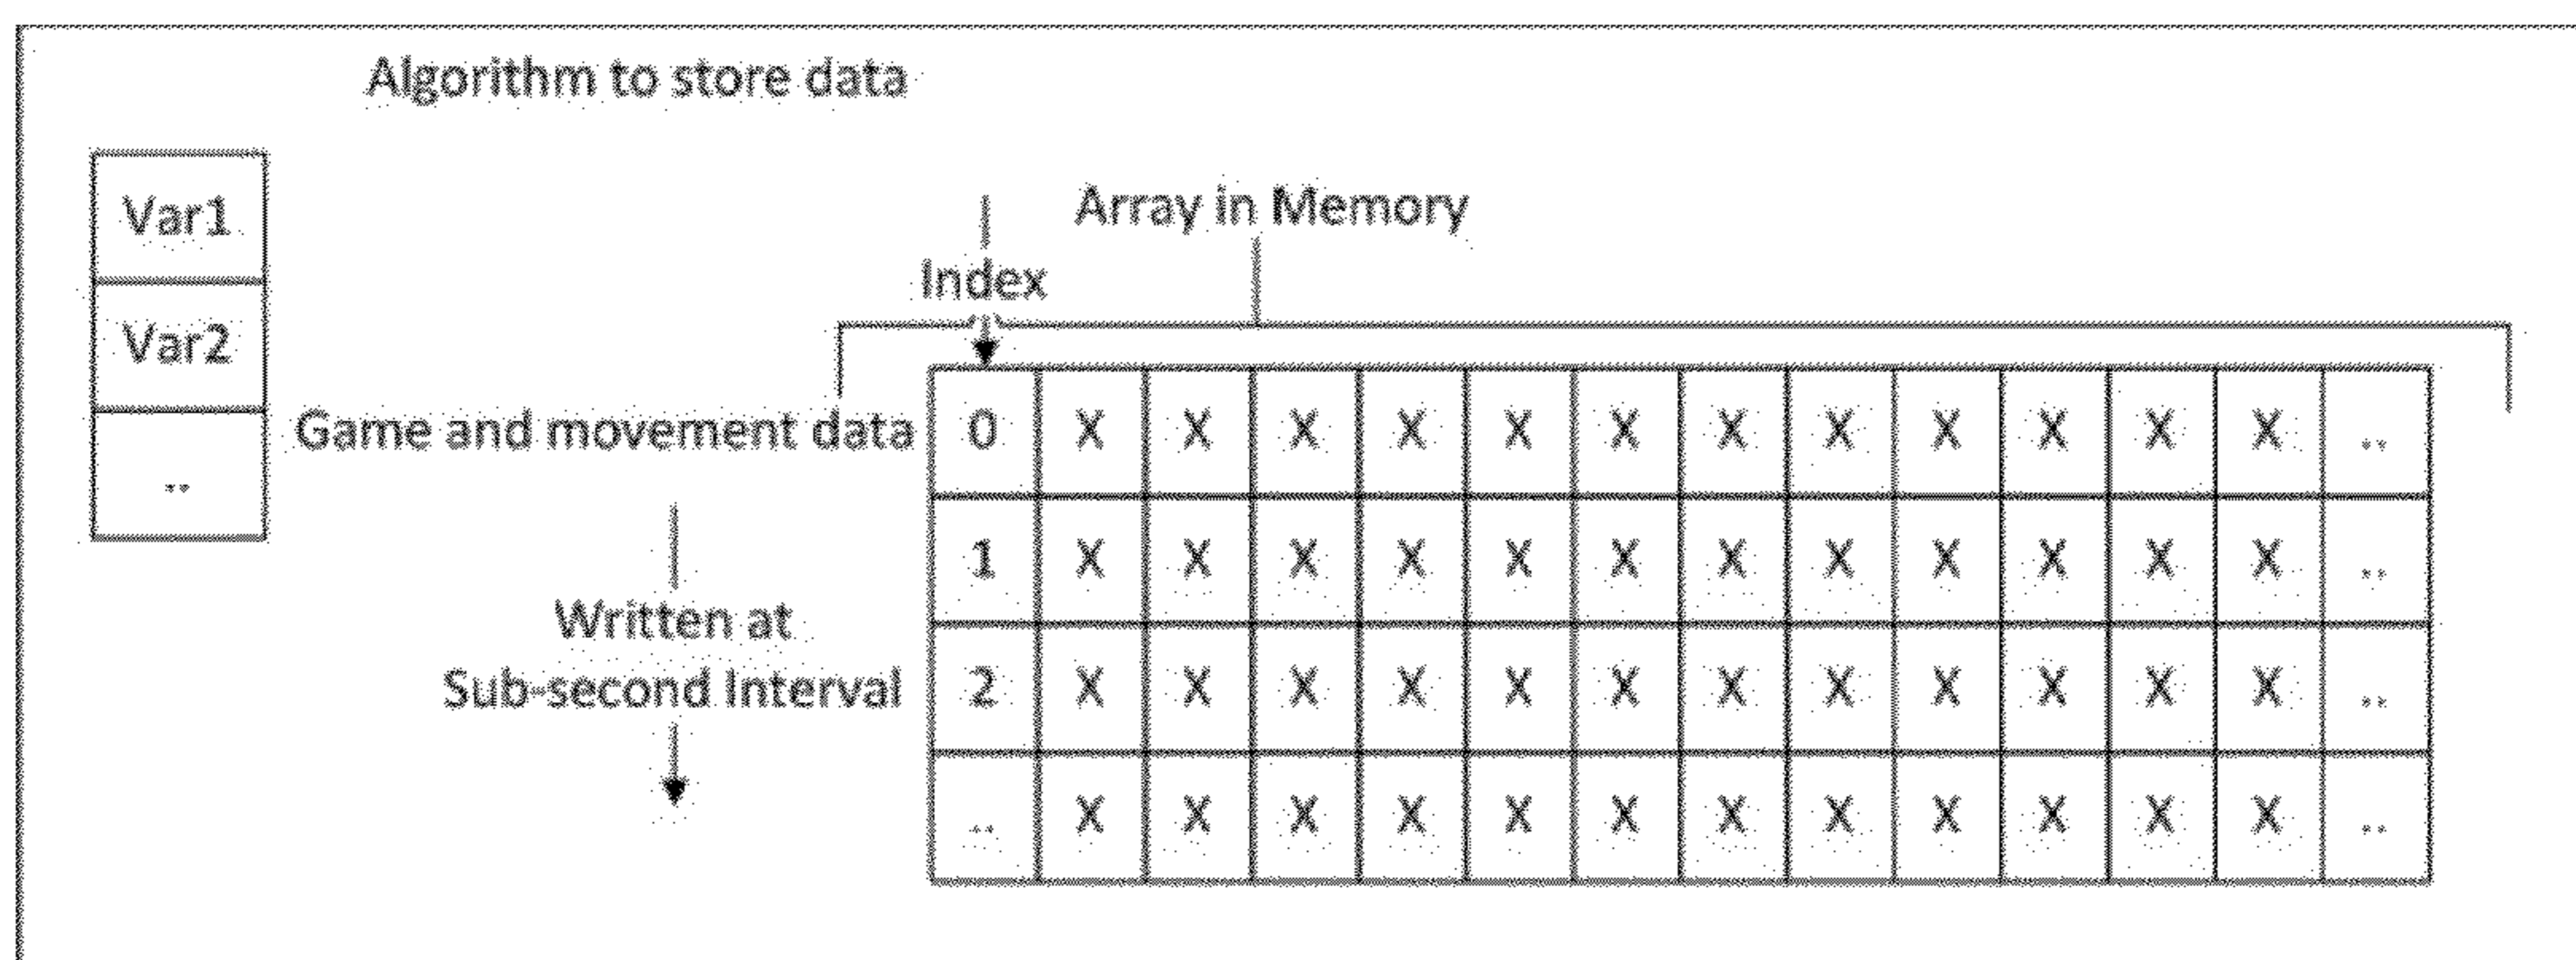 Algorithm to store data
Var1
Var2
..
Array in Memory
Index
Game and movement data
Written at
Sub-second Interval
0 X X X X X X X X X X X X ..
1 X X X X X X X X X X X X ..
2 X X X X X X X X X X X X ..
.. X X X X X X X X X X X X ..